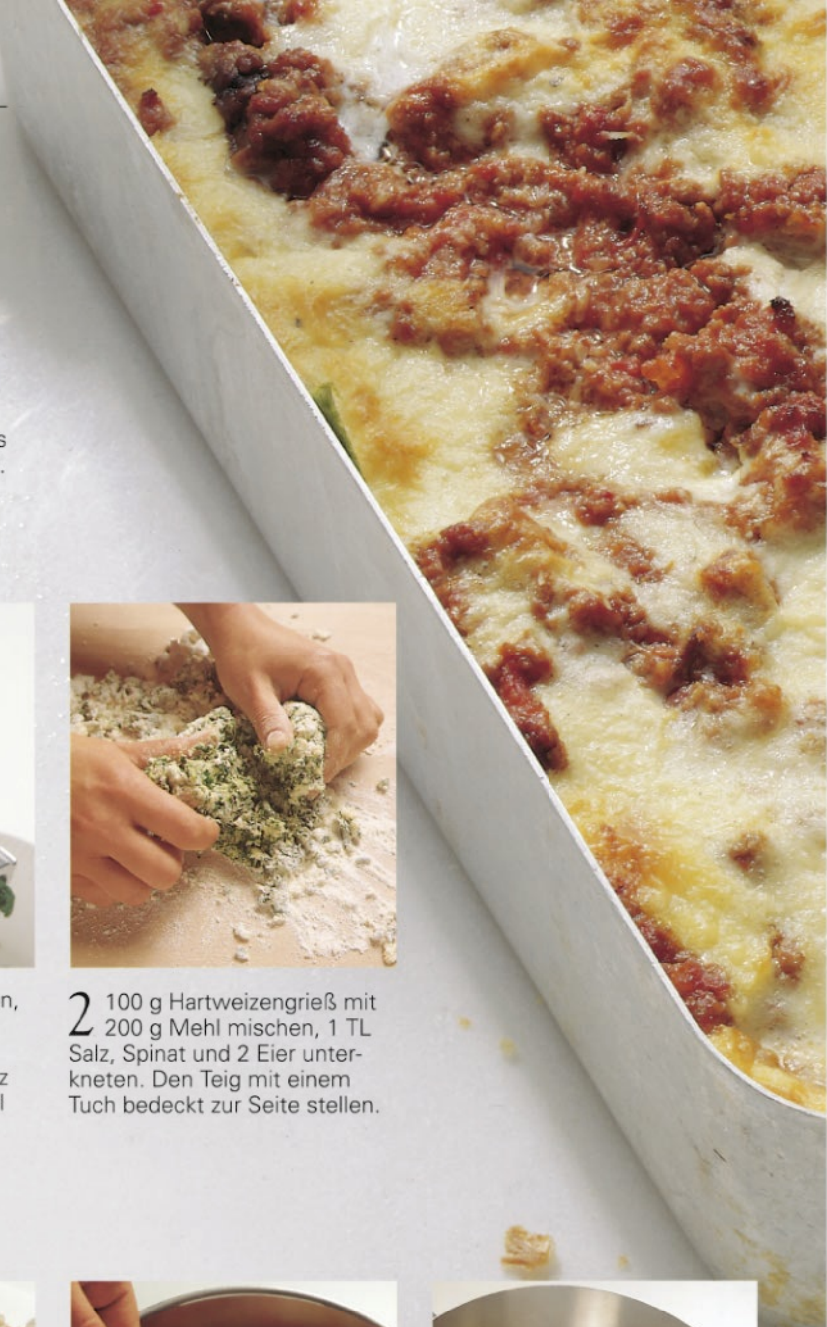 s
.
n,
z
l
2 100 g Hartweizengrieß mit
200 g Mehl mischen, 1 TL
Salz, Spinat und 2 Eier unter-
kneten. Den Teig mit einem
Tuch bedeckt zur Seite stellen.